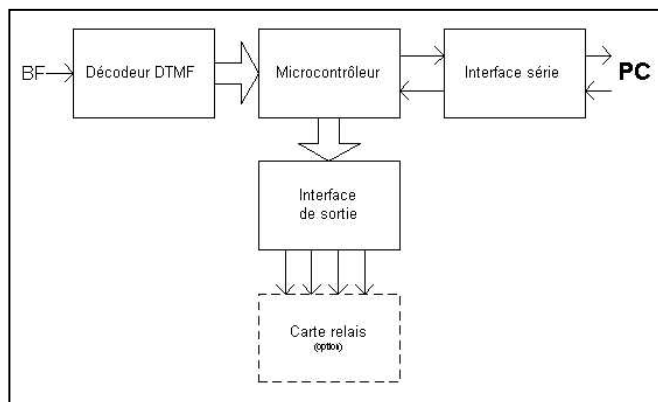 BF
Décodeur DTMF
Microcontrôleur
Interface série
PC
Interface
de sortie
Carte relais
(option)